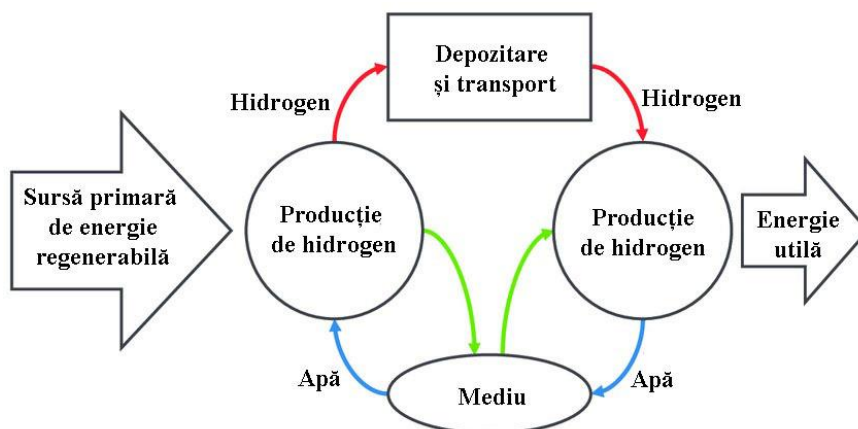 Depozitare
și transport
Hidrogen
Hidrogen
Sursă primară
de energie
regenerabilă
Producție
de hidrogen
Producție
de hidrogen
Energie
utilă
Apă
Mediu
Apă